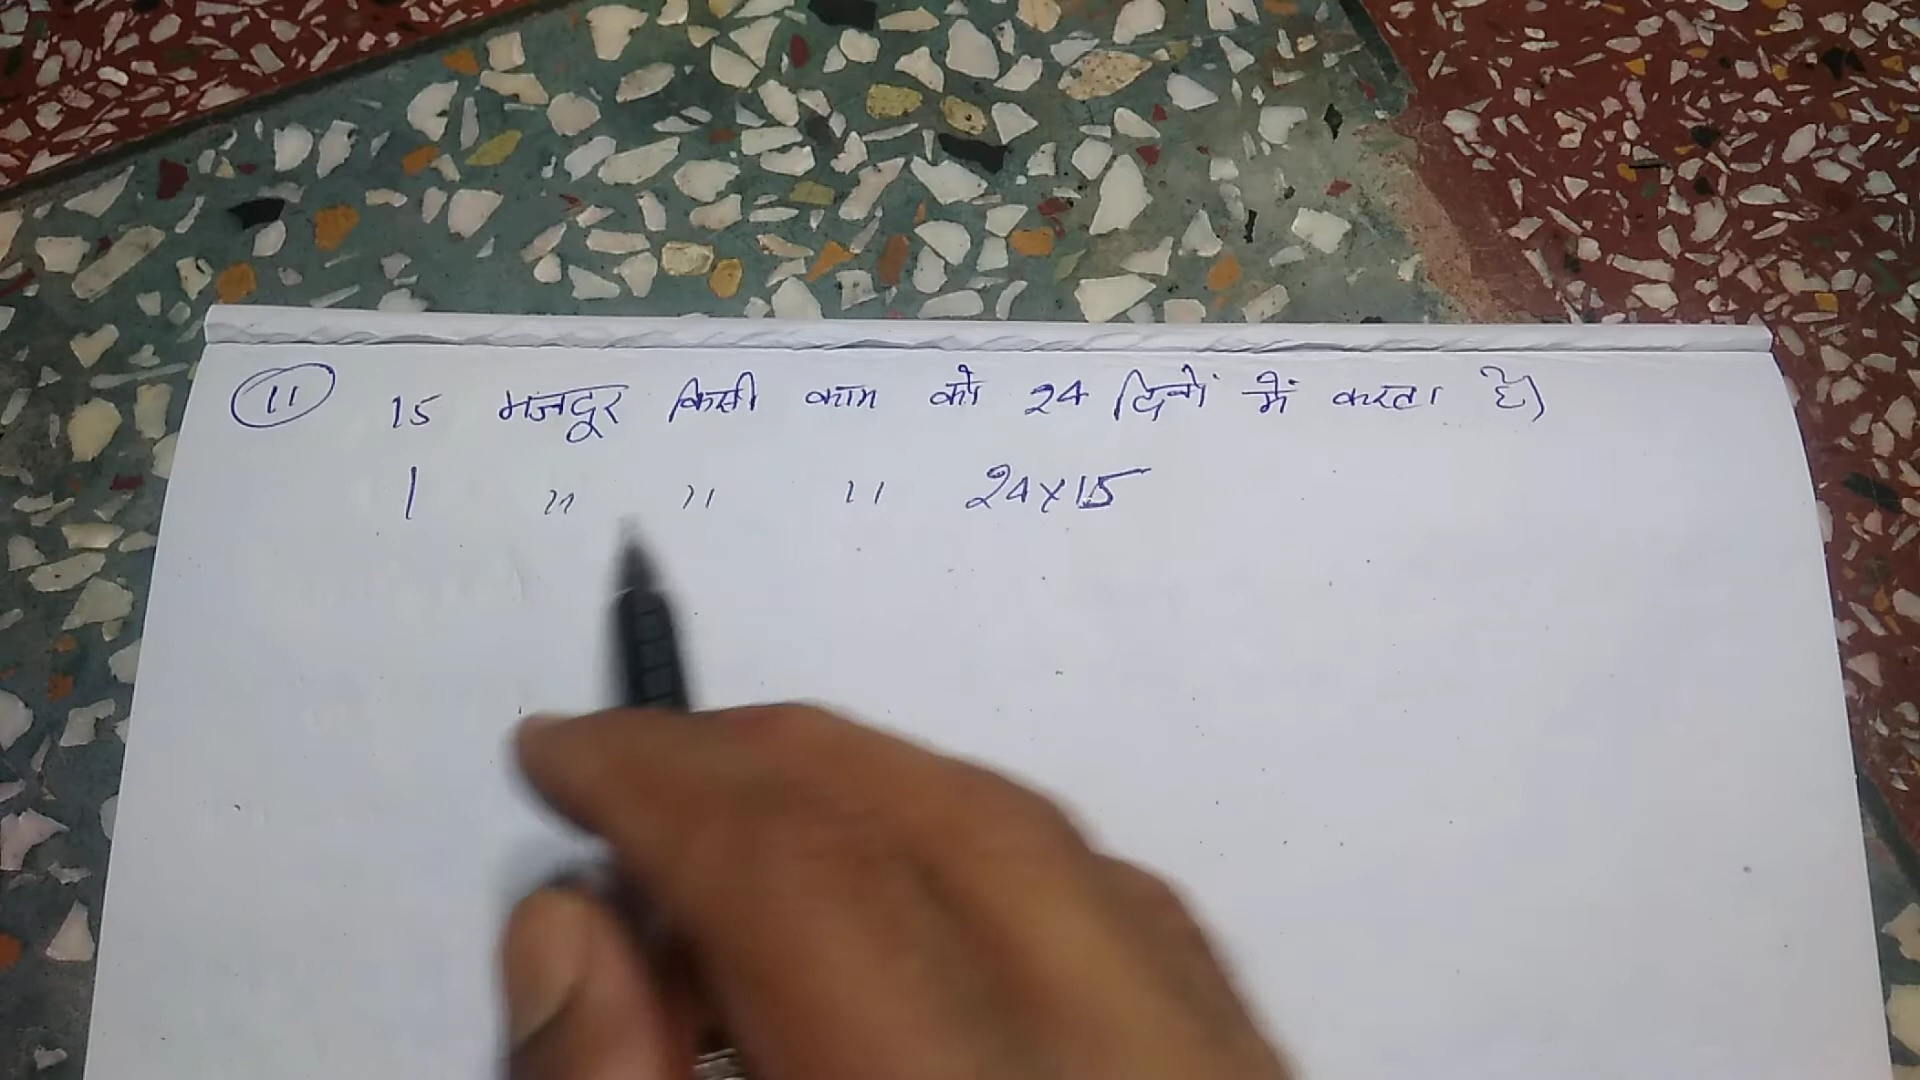 11 15 मजदूर किसी काम को 24 दिनों में करता है)
1 " " " 24×15